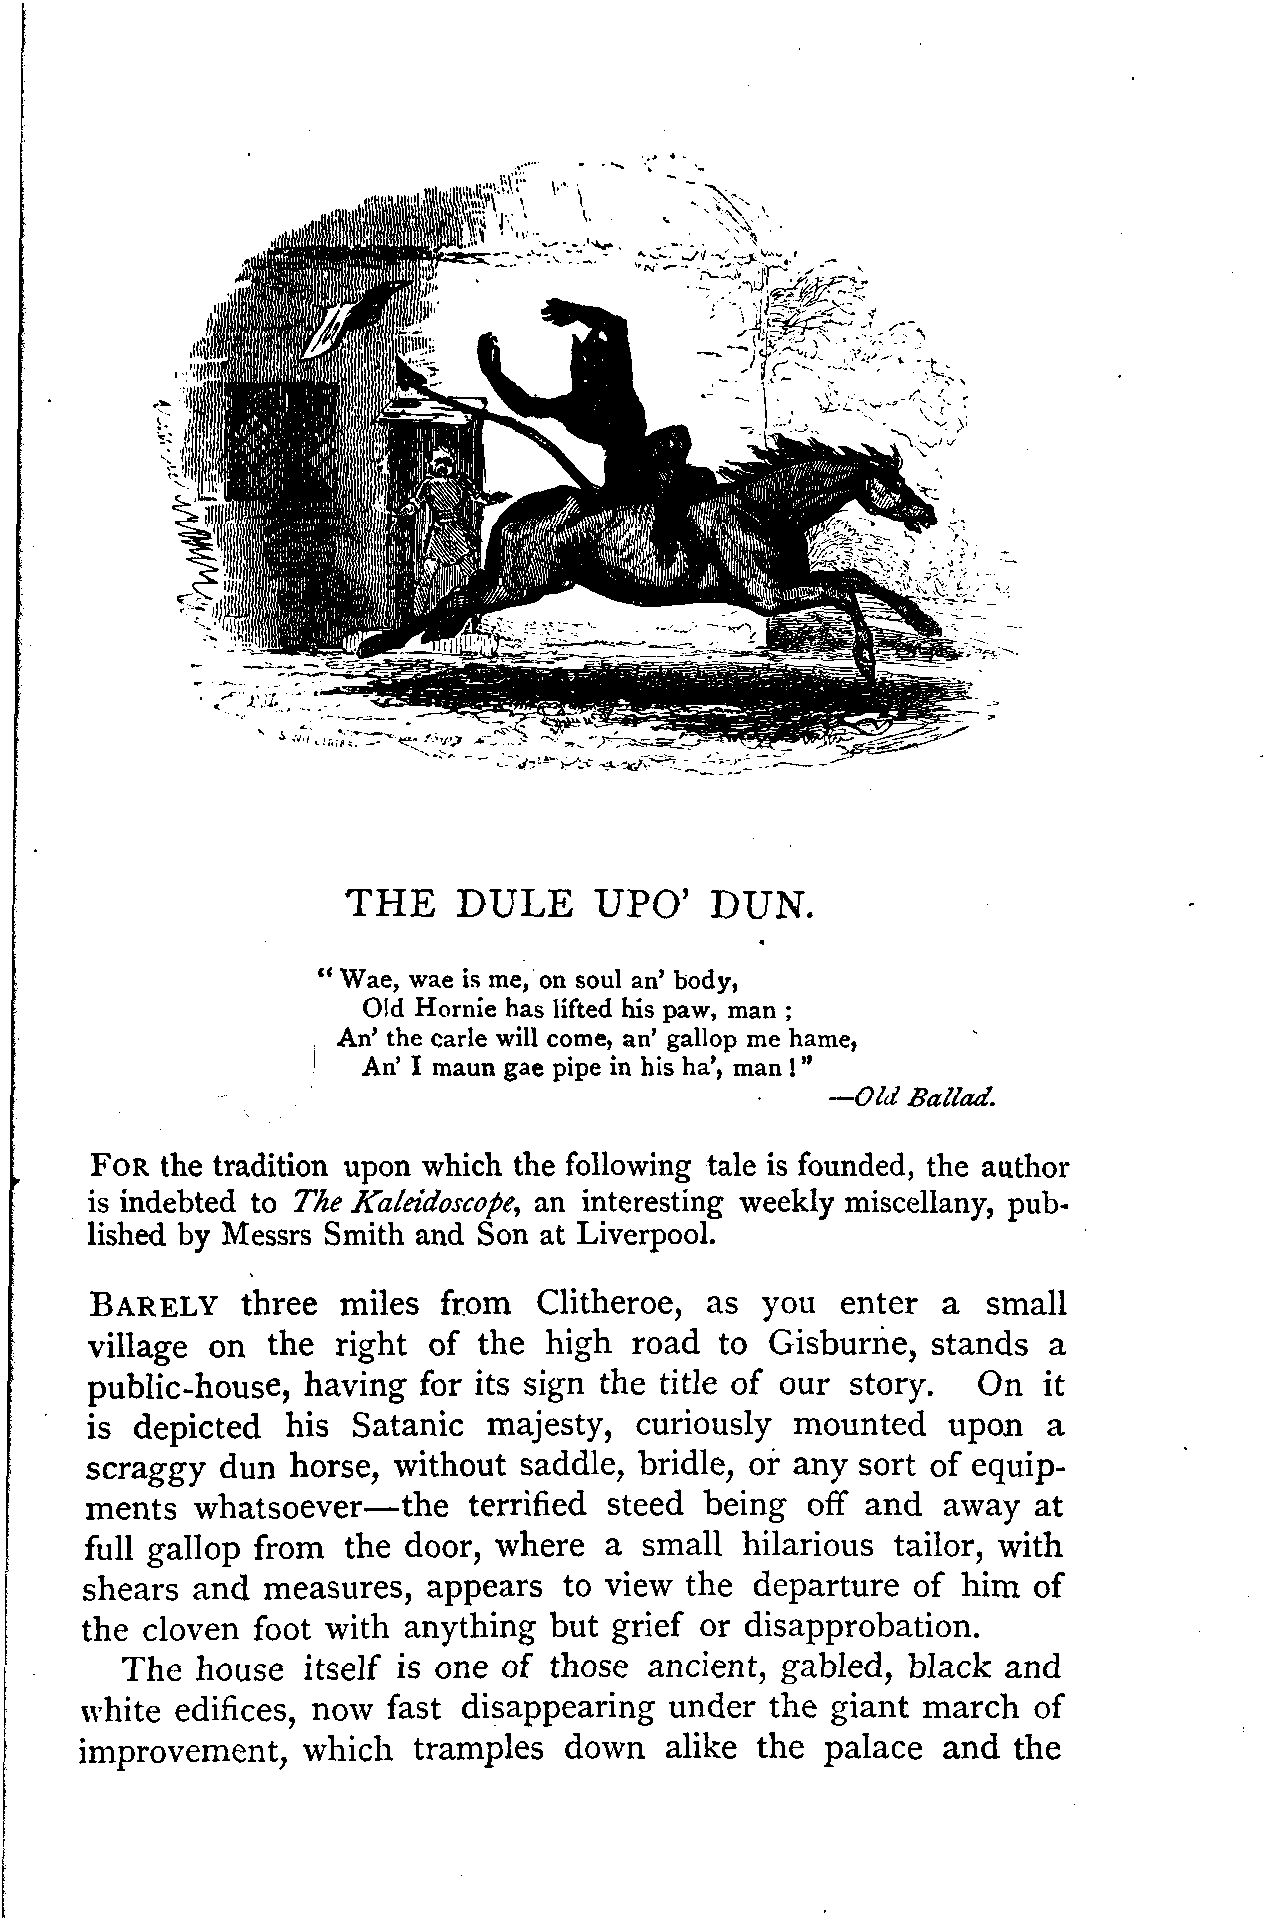 THE DULE UPO' DUN.
“Wae, wae is me, on soul an' body,
Old Hornie has lifted his paw, man ;
An' the carle will come, an' gallop me hame,
An' I maun gae pipe in his ha', man !”
—Old Ballad.
FOR the tradition upon which the following tale is founded, the author
is indebted to The Kaleidoscope, an interesting weekly miscellany, pub-
lished by Messrs Smith and Son at Liverpool.
BARELY three miles from Clitheroe, as you enter a small
village on the right of the high road to Gisburne, stands a
public-house, having for its sign the title of our story. On it
is depicted his Satanic majesty, curiously mounted upon a
scraggy dun horse, without saddle, bridle, or any sort of equip-
ments whatsoever—the terrified steed being off and away at
full gallop from the door, where a small hilarious tailor, with
shears and measures, appears to view the departure of him of
the cloven foot with anything but grief or disapprobation.
The house itself is one of those ancient, gabled, black and
white edifices, now fast disappearing under the giant march of
improvement, which tramples down alike the palace and the